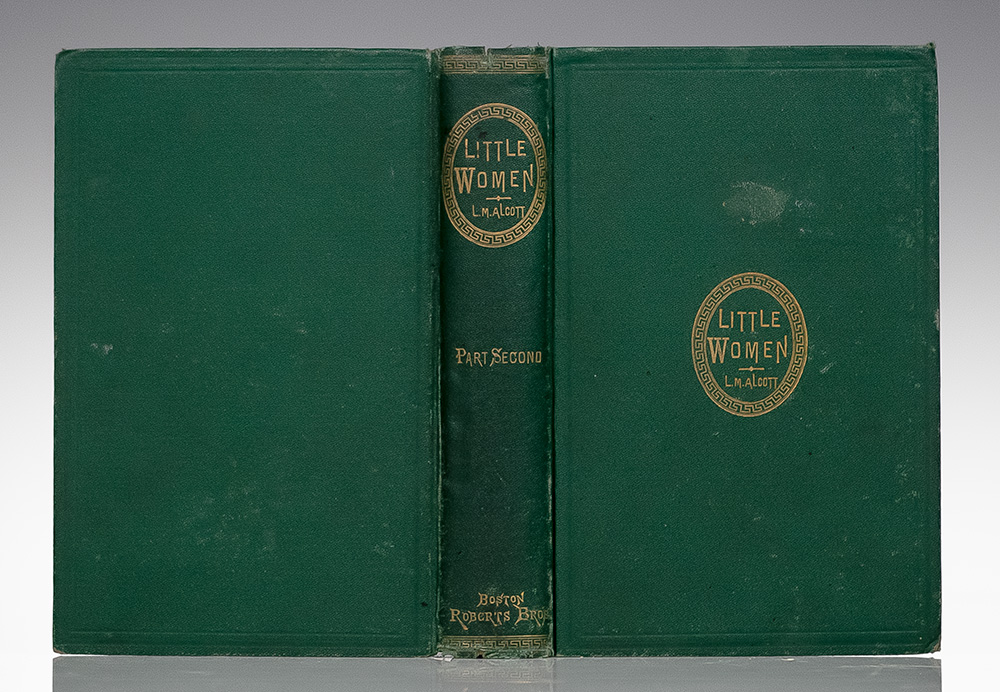 LITTLE
WOMEN
L.M. ALCOTT
PART SECOND
BOSTON
ROBERTS BROS
LITTLE
WOMEN
L.M. ALCOTT